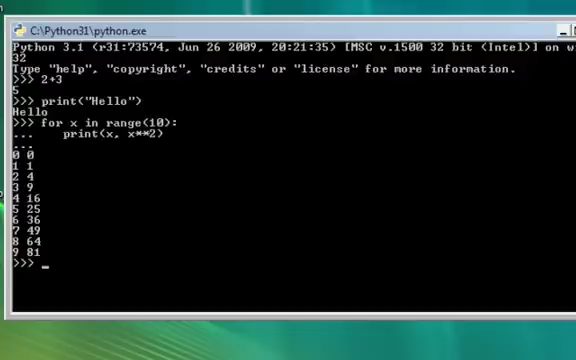 C:\Python31\python.exe
Python 3.1 (r31:73574, Jun 26 2009, 20:21:35) [MSC v.1500 32 bit (Intel)] on
32
Type "help", "copyright", "credits" or "license" for more information.
>>> 2+3
5
>>> print("Hello")
Hello
>>> for x in range(10):
...     print(x, x**2)
...
0 0
1 1
2 4
3 9
4 16
5 25
6 36
7 49
8 64
9 81
>>> _